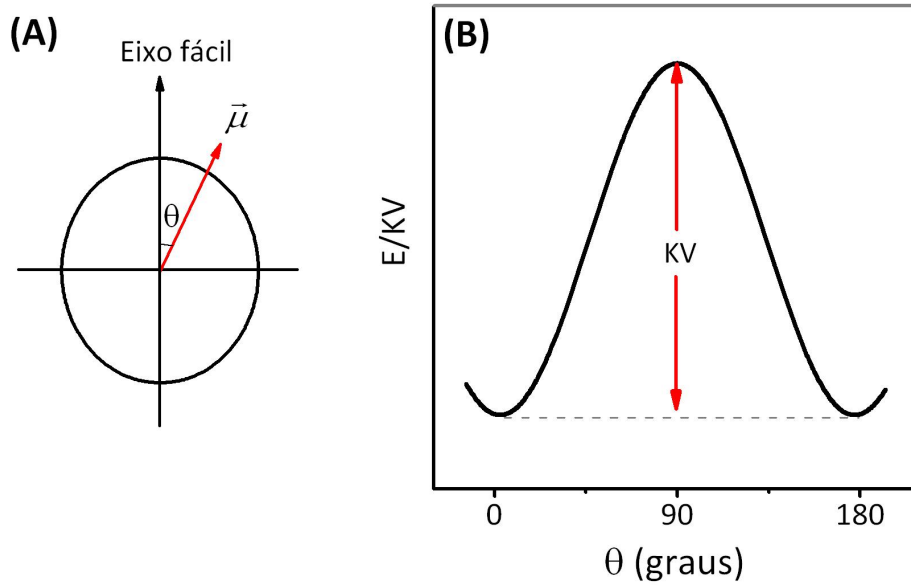 (A)
Eixo fácil
μ⃗
θ
(B)
E/KV
KV
0 90 180
θ (graus)